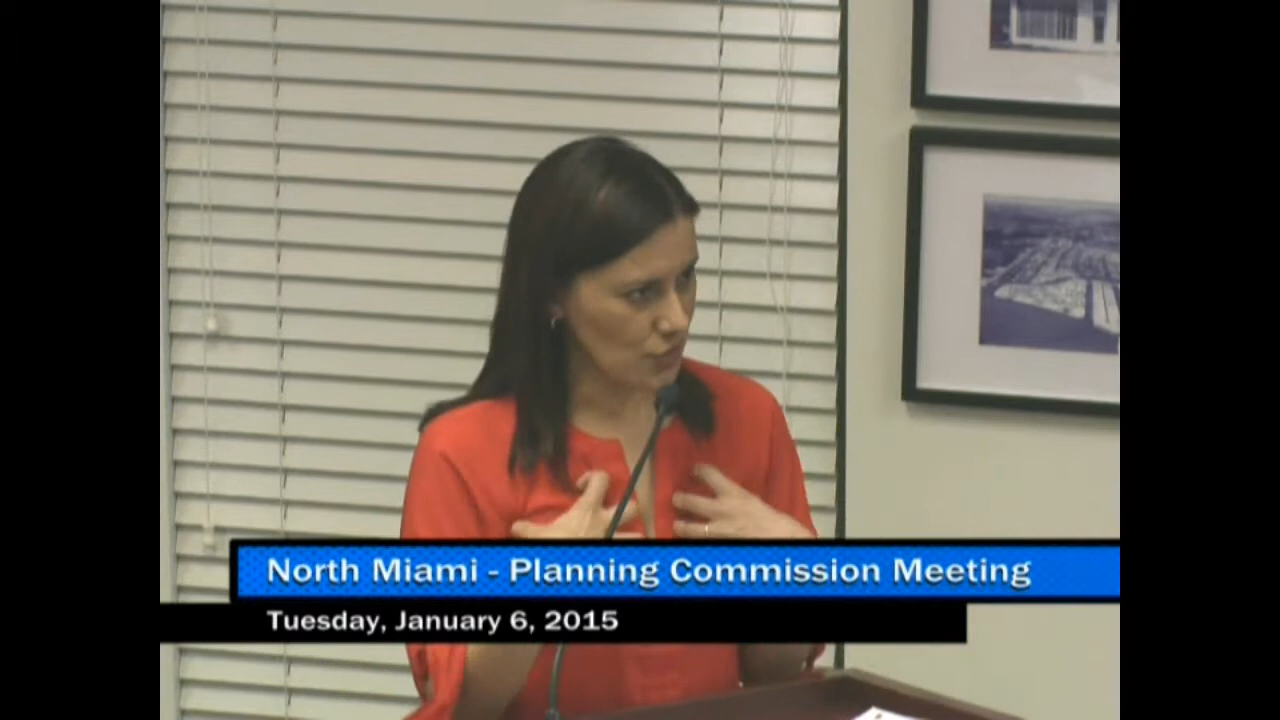 North Miami - Planning Commission Meeting
Tuesday, January 6, 2015